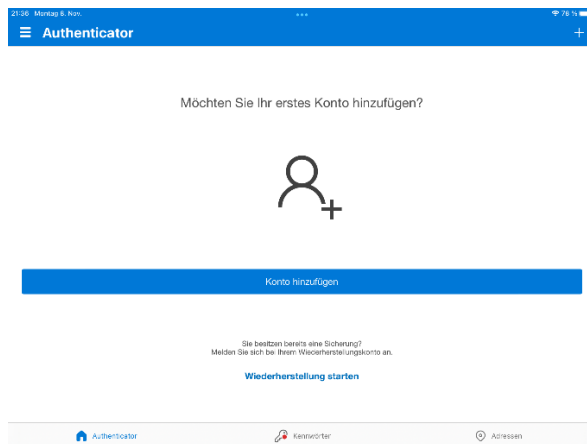 21:36 Montag 8. Nov. 78 %
Authenticator
Möchten Sie Ihr erstes Konto hinzufügen?
Konto hinzufügen
Sie besitzen bereits eine Sicherung?
Melden Sie sich bei Ihrem Wiederherstellungskonto an.
Wiederherstellung starten
Authenticator Kennwörter Adressen